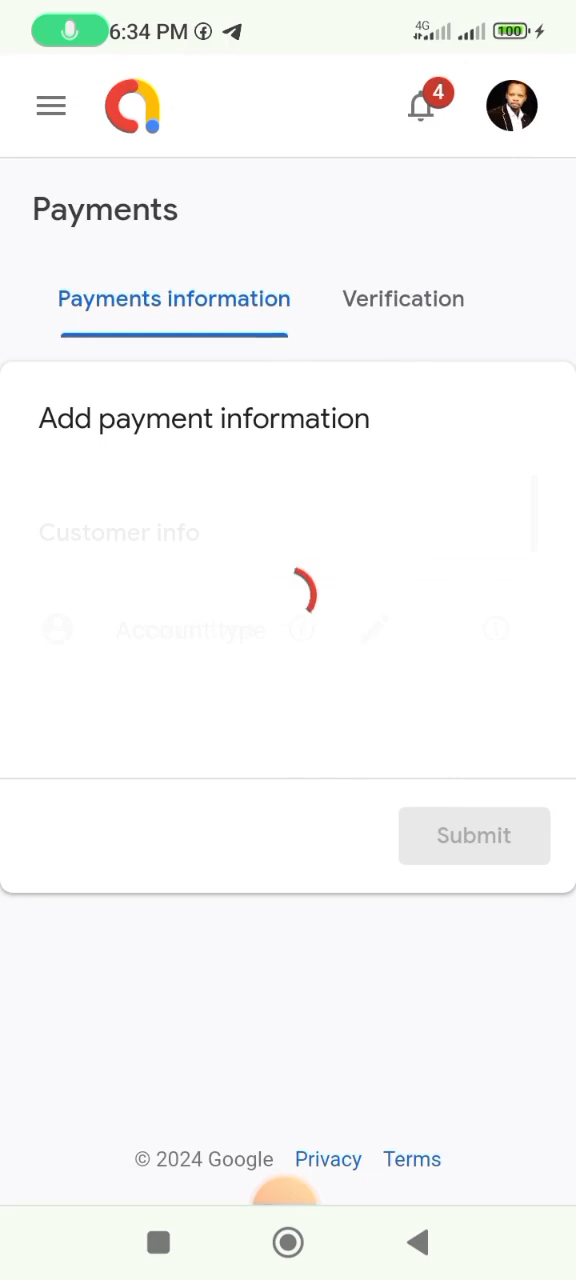 6:34 PM
4G
100
4
Payments
Payments information
Verification
Add payment information
Customer info
Account type
Submit
© 2024 Google Privacy Terms